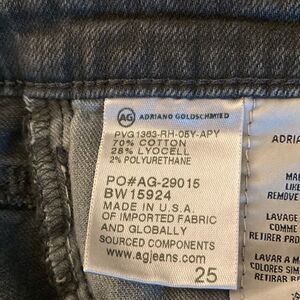 AG ADRIANO GOLDSCHMIED
PVG1363-RH-05Y-APY
70% COTTON
28% LYOCELL
2% POLYURETHANE
PO#AG-29015
BW15924
MADE IN U.S.A.
OF IMPORTED FABRIC
AND GLOBALLY
SOURCED COMPONENTS
www.agjeans.com
25
ADRIA
MA
LIKE
REMOVE
LAVAGE
COMME
RETIRER PRO
LAVAR A M
COLORES SIM
RETIRAR